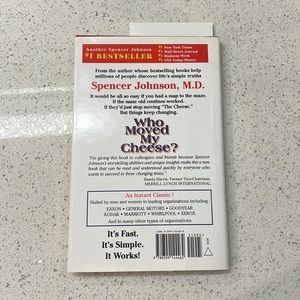 Another Spencer Johnson
#1 BESTSELLER
#1 New York Times
#1 Wall Street Journal
#1 Business Week
#1 USA Today Money
From the author whose bestselling books help
millions of people discover life's simple truths
Spencer Johnson, M.D.
It would be all so easy if you had a map to the maze.
If the same old routines worked.
If they'd just stop moving "The Cheese."
But things keep changing.
Who
Moved
My
Cheese?
"I'm giving this book to colleagues and friends because Spencer
Johnson's storytelling abilities and unique insights make this a rare
book that can be read and understood quickly by everyone who
wants to succeed in these changing times."
Randy Harris, Former Vice-Chairman,
MERRILL LYNCH INTERNATIONAL
An Instant Classic!
Hailed by men and women in leading organizations including
EXXON • GENERAL MOTORS • GOODYEAR
KODAK • MARRIOTT • WHIRLPOOL • XEROX
And in many other types of organizations
It's Fast.
It's Simple.
It Works!